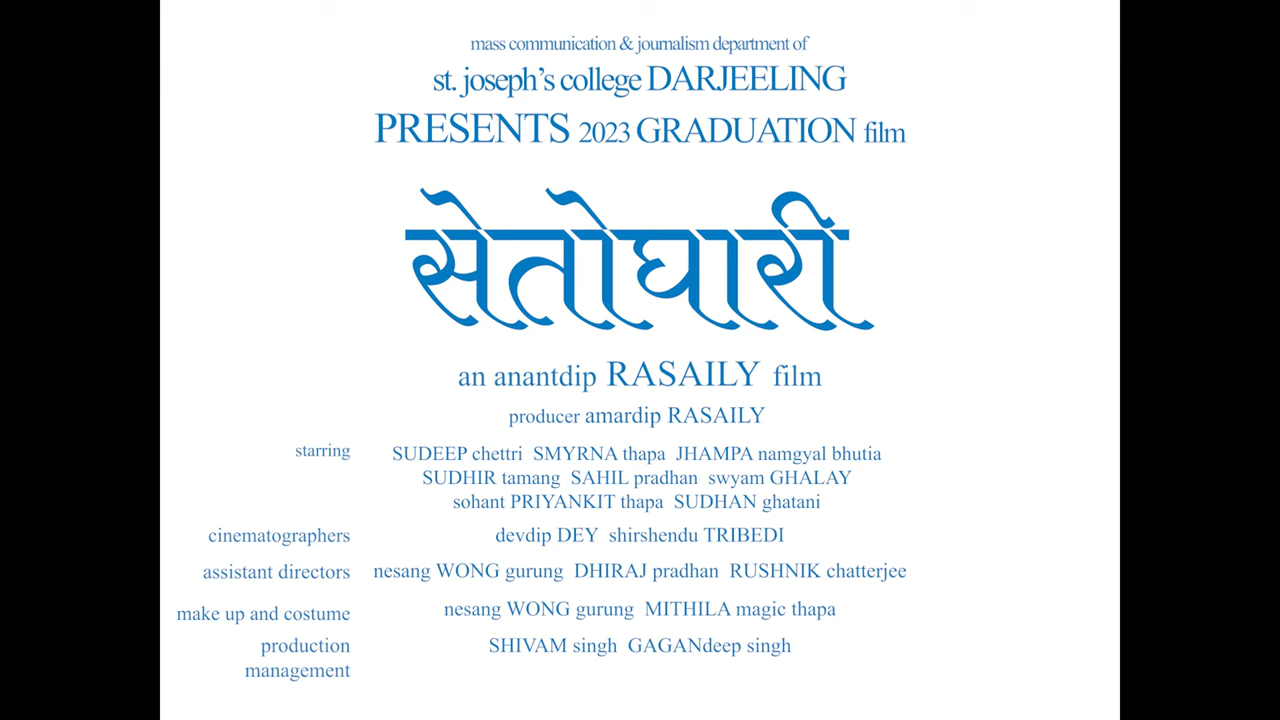 mass communication & journalism department of
st. joseph's college DARJEELING
PRESENTS 2023 GRADUATION film
सेतोघारी
an anantdip RASAILY film
producer amardip RASAILY
starring SUDEEP chettri SMYRNA thapa JHAMPA namgyal bhutia
SUDHIR tamang SAHIL pradhan swyam GHALAY
sohant PRIYANKIT thapa SUDHAN ghatani
cinematographers devdip DEY shirshendu TRIBEDI
assistant directors nesang WONG gurung DHIRAJ pradhan RUSHNIK chatterjee
make up and costume nesang WONG gurung MITHILA magic thapa
production SHIVAM singh GAGANdeep singh
management